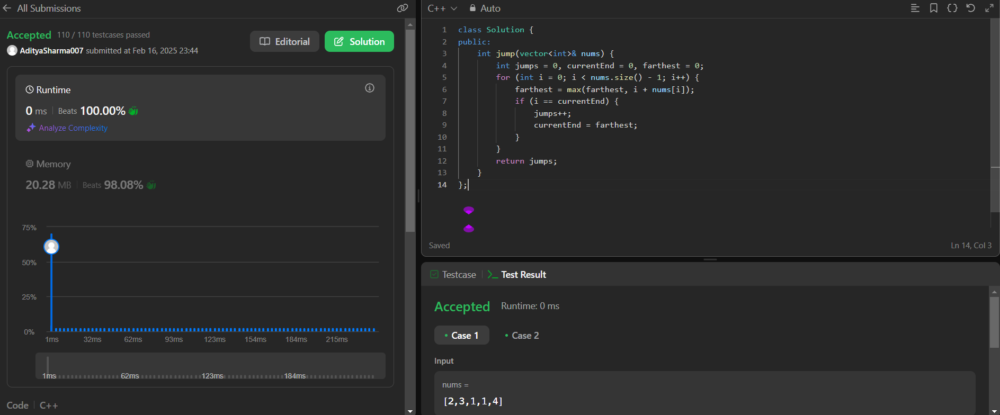 All Submissions
Accepted 110 / 110 testcases passed
AdityaSharma007 submitted at Feb 16, 2025 23:44
Editorial
Solution
Runtime
0 ms Beats 100.00%
Analyze Complexity
Memory
20.28 MB Beats 98.08%
75%
50%
25%
0%
1ms 32ms 62ms 93ms 123ms 154ms 184ms 215ms
1ms 62ms 123ms 184ms
Code C++
C++ Auto
1 class Solution {
2 public:
3 int jump(vector<int>& nums) {
4 int jumps = 0, currentEnd = 0, farthest = 0;
5 for (int i = 0; i < nums.size() - 1; i++) {
6 farthest = max(farthest, i + nums[i]);
7 if (i == currentEnd) {
8 jumps++;
9 currentEnd = farthest;
10 }
11 }
12 return jumps;
13 }
14 };
Saved Ln 14, Col 3
Testcase >_ Test Result
Accepted Runtime: 0 ms
• Case 1 • Case 2
Input
nums =
[2,3,1,1,4]